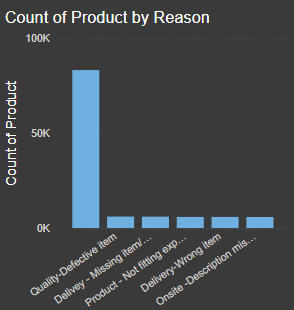 Count of Product by Reason
100K
50K
0K
Count of Product
Quality-Defective item
Delivey - Missing item/...
Product - Not fitting exp...
Delivery-Wrong item
Onsite -Description mis...